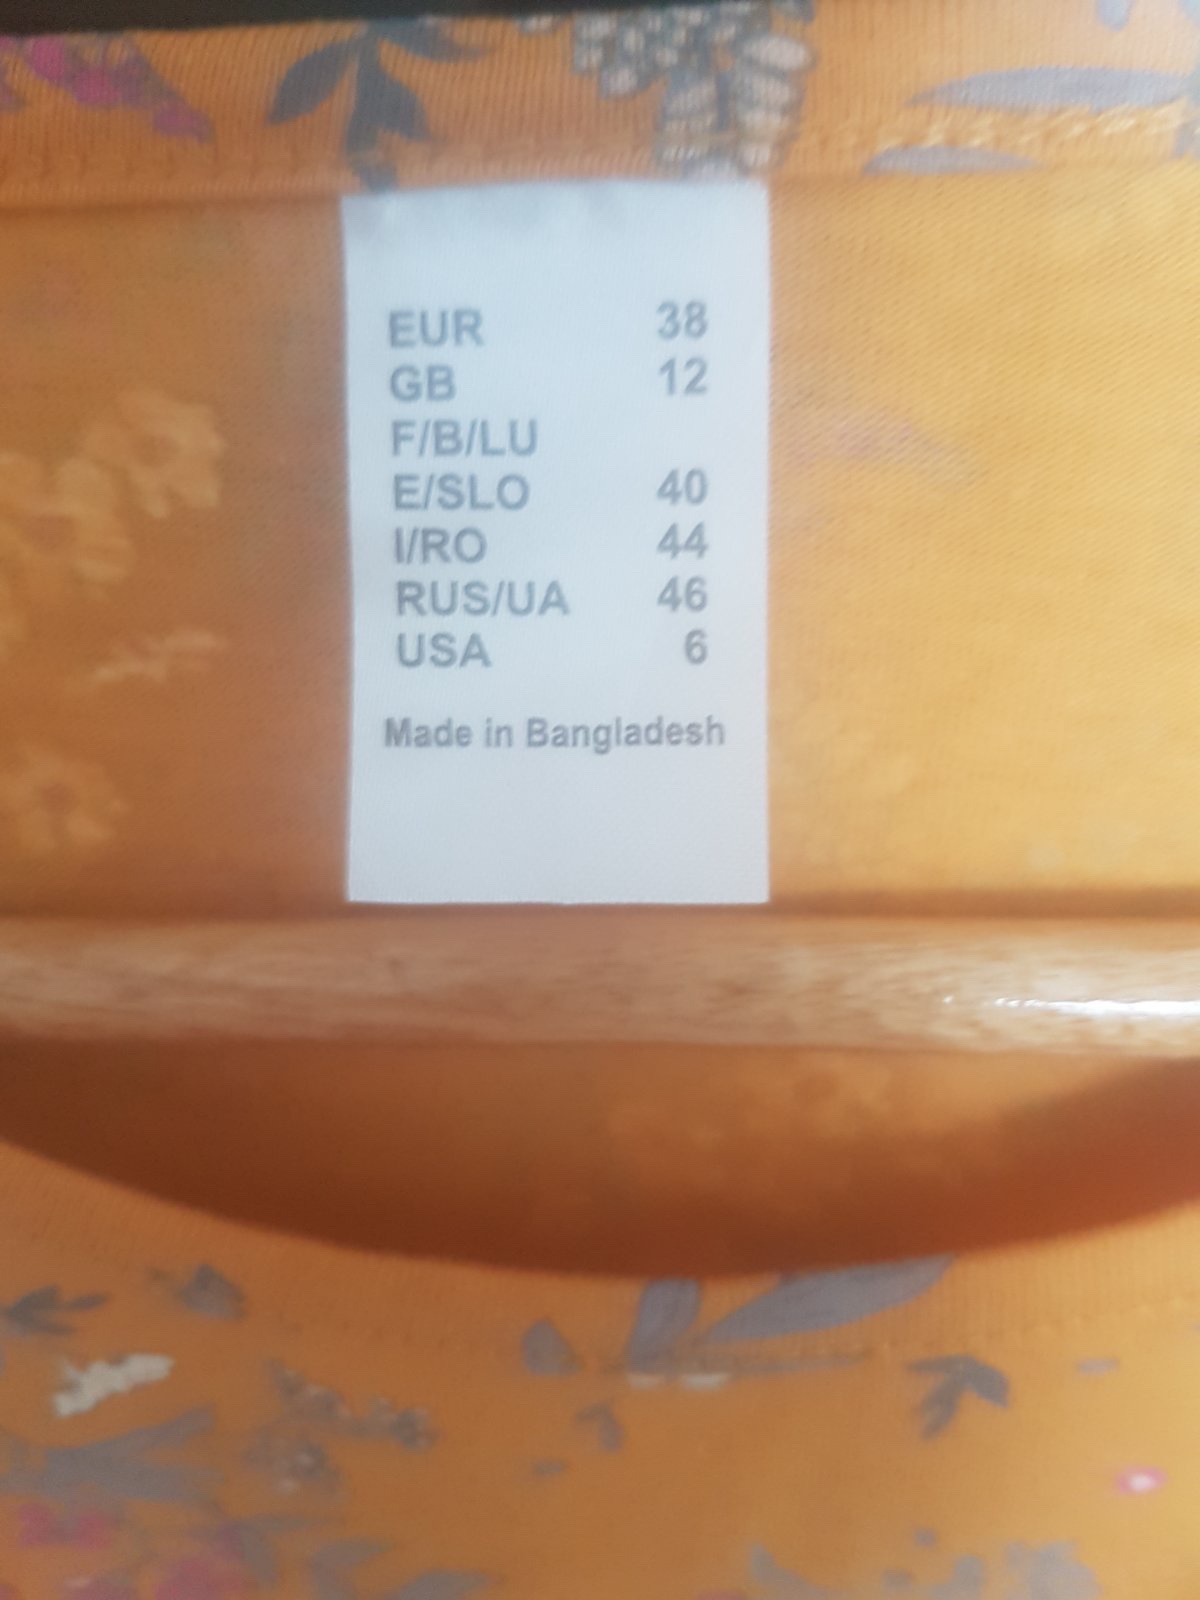 EUR 38
GB 12
F/B/LU
E/SLO 40
I/RO 44
RUS/UA 46
USA 6
Made in Bangladesh